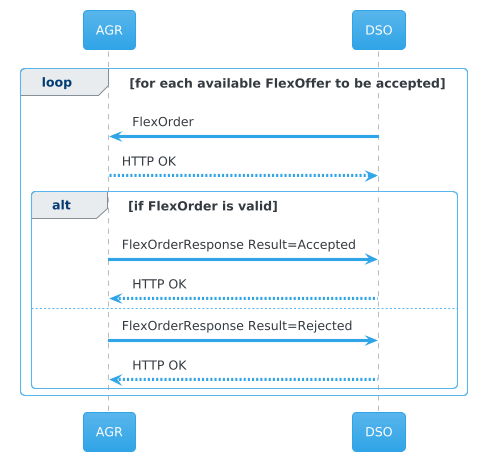 AGR
DSO
loop
[for each available FlexOffer to be accepted]
FlexOrder
HTTP OK
alt
[if FlexOrder is valid]
FlexOrderResponse Result=Accepted
HTTP OK
FlexOrderResponse Result=Rejected
HTTP OK
AGR
DSO